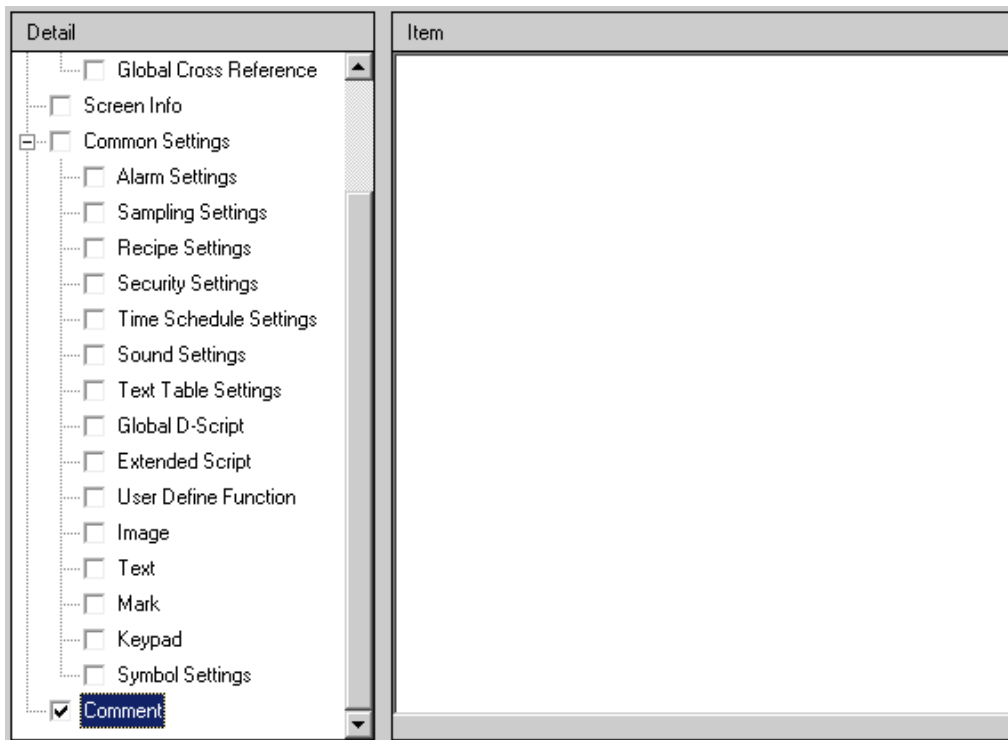 Detail
Global Cross Reference
Screen Info
Common Settings
Alarm Settings
Sampling Settings
Recipe Settings
Security Settings
Time Schedule Settings
Sound Settings
Text Table Settings
Global D-Script
Extended Script
User Define Function
Image
Text
Mark
Keypad
Symbol Settings
Comment
Item